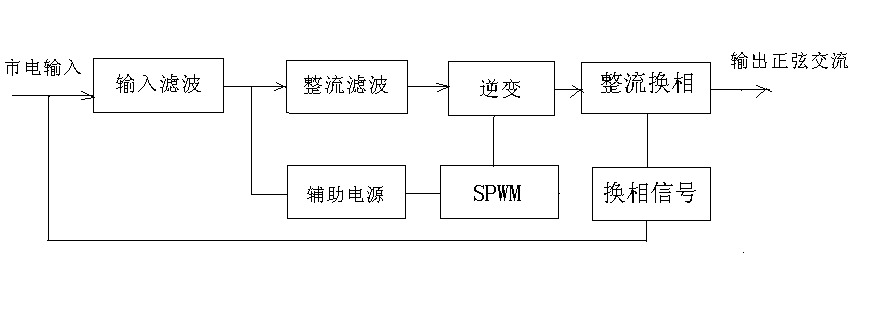 市电输入
输入滤波
整流滤波
逆变
整流换相
输出正弦交流
辅助电源
SPWM
换相信号